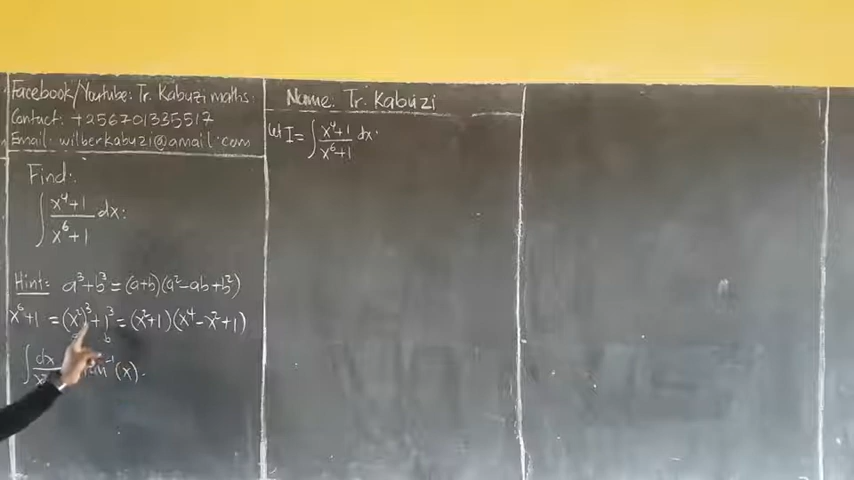 Facebook/Youtube: Tr. Kabuzi maths.
Contact: +256701335517
Email: wilberkabuzi@gmail.com
Find:
∫ (x⁴+1)/(x⁶+1) dx.
Hint: a³+b³=(a+b)(a²-ab+b²)
x⁶+1 = (x²)³+1³ = (x²+1)(x⁴-x²+1)
a b
∫ dx (x).
Name: Tr. Kabuzi
let I = ∫ (x⁴+1)/(x⁶+1) dx.